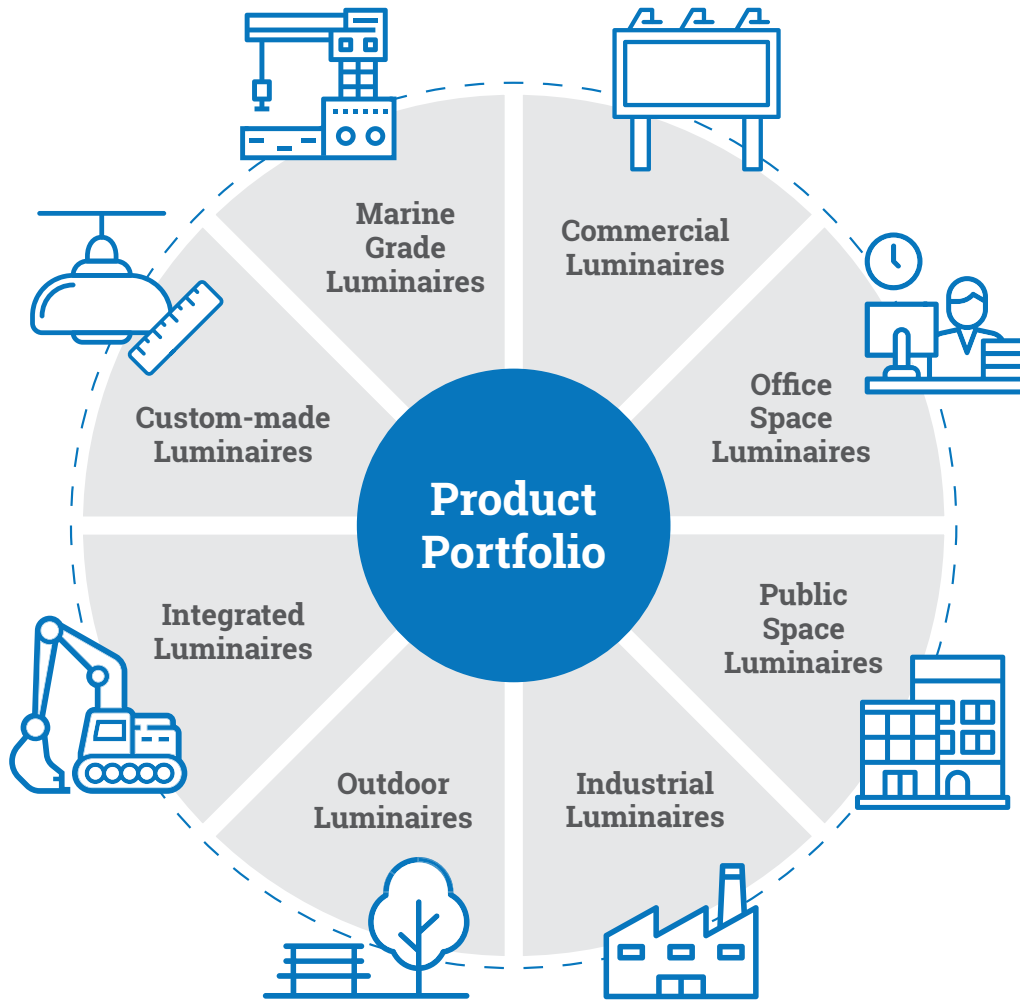 Marine
Grade
Luminaires
Commercial
Luminaires
Office
Space
Luminaires
Public
Space
Luminaires
Industrial
Luminaires
Outdoor
Luminaires
Integrated
Luminaires
Custom-made
Luminaires
Product
Portfolio